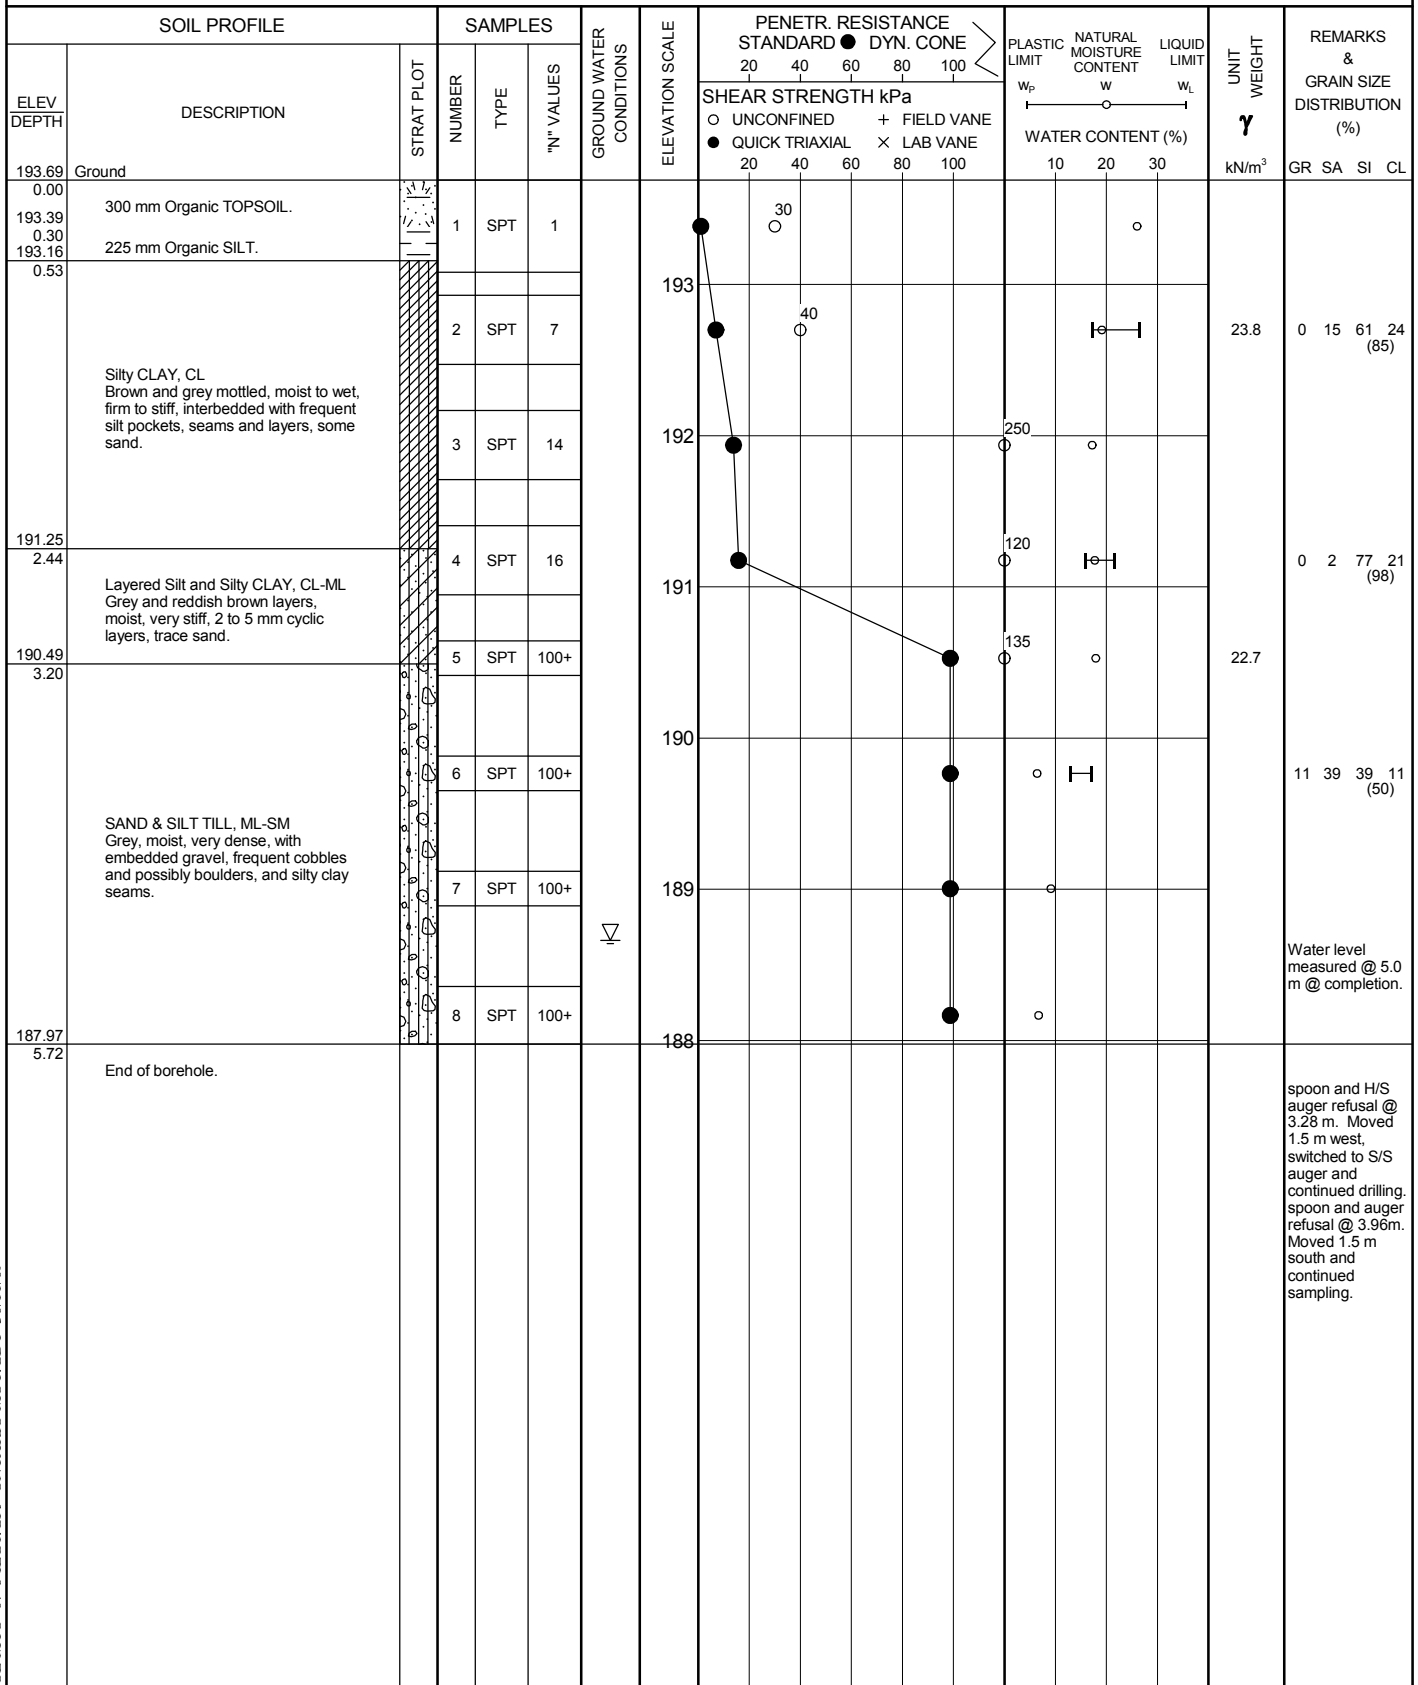 SOIL PROFILE
SAMPLES
GROUND WATER
CONDITIONS
ELEVATION SCALE
PENETR. RESISTANCE
STANDARD ● DYN. CONE
20 40 60 80 100
SHEAR STRENGTH kPa
○ UNCONFINED + FIELD VANE
● QUICK TRIAXIAL × LAB VANE
20 40 60 80 100
PLASTIC
LIMIT
NATURAL
MOISTURE
CONTENT
LIQUID
LIMIT
WP W WL
WATER CONTENT (%)
10 20 30
UNIT
WEIGHT
γ
kN/m³
REMARKS
&
GRAIN SIZE
DISTRIBUTION
(%)
GR SA SI CL
ELEV
DEPTH
DESCRIPTION
STRAT PLOT
NUMBER
TYPE
"N" VALUES
193.69 Ground
0.00
300 mm Organic TOPSOIL.
193.39
0.30
225 mm Organic SILT.
193.16
0.53
1 SPT 1
30
193
2 SPT 7
40
23.8
0 15 61 24
(85)
Silty CLAY, CL
Brown and grey mottled, moist to wet,
firm to stiff, interbedded with frequent
silt pockets, seams and layers, some
sand.
3 SPT 14
192
250
191.25
2.44
4 SPT 16
120
0 2 77 21
(98)
Layered Silt and Silty CLAY, CL-ML
Grey and reddish brown layers,
moist, very stiff, 2 to 5 mm cyclic
layers, trace sand.
191
190.49
3.20
5 SPT 100+
135
22.7
190
6 SPT 100+
11 39 39 11
(50)
SAND & SILT TILL, ML-SM
Grey, moist, very dense, with
embedded gravel, frequent cobbles
and possibly boulders, and silty clay
seams.
7 SPT 100+
189
Water level
measured @ 5.0
m @ completion.
8 SPT 100+
187.97
5.72
188
End of borehole.
spoon and H/S
auger refusal @
3.28 m. Moved
1.5 m west,
switched to S/S
auger and
continued drilling.
spoon and auger
refusal @ 3.96m.
Moved 1.5 m
south and
continued
sampling.